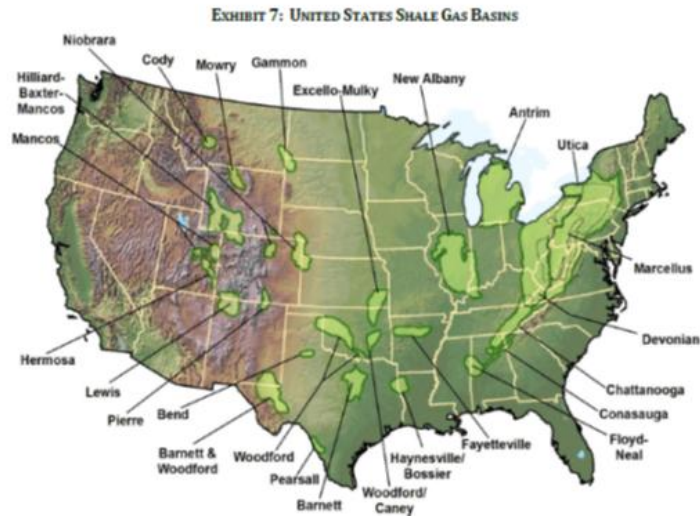 EXHIBIT 7: UNITED STATES SHALE GAS BASINS
Niobrara
Cody
Mowry
Gammon
Hilliard-
Baxter-
Mancos
Excello-Mulky
New Albany
Antrim
Mancos
Utica
Marcellus
Devonian
Hermosa
Chattanooga
Lewis
Conasauga
Pierre
Bend
Floyd-
Neal
Fayetteville
Barnett &
Woodford
Woodford
Haynesville/
Bossier
Pearsall
Woodford/
Caney
Barnett